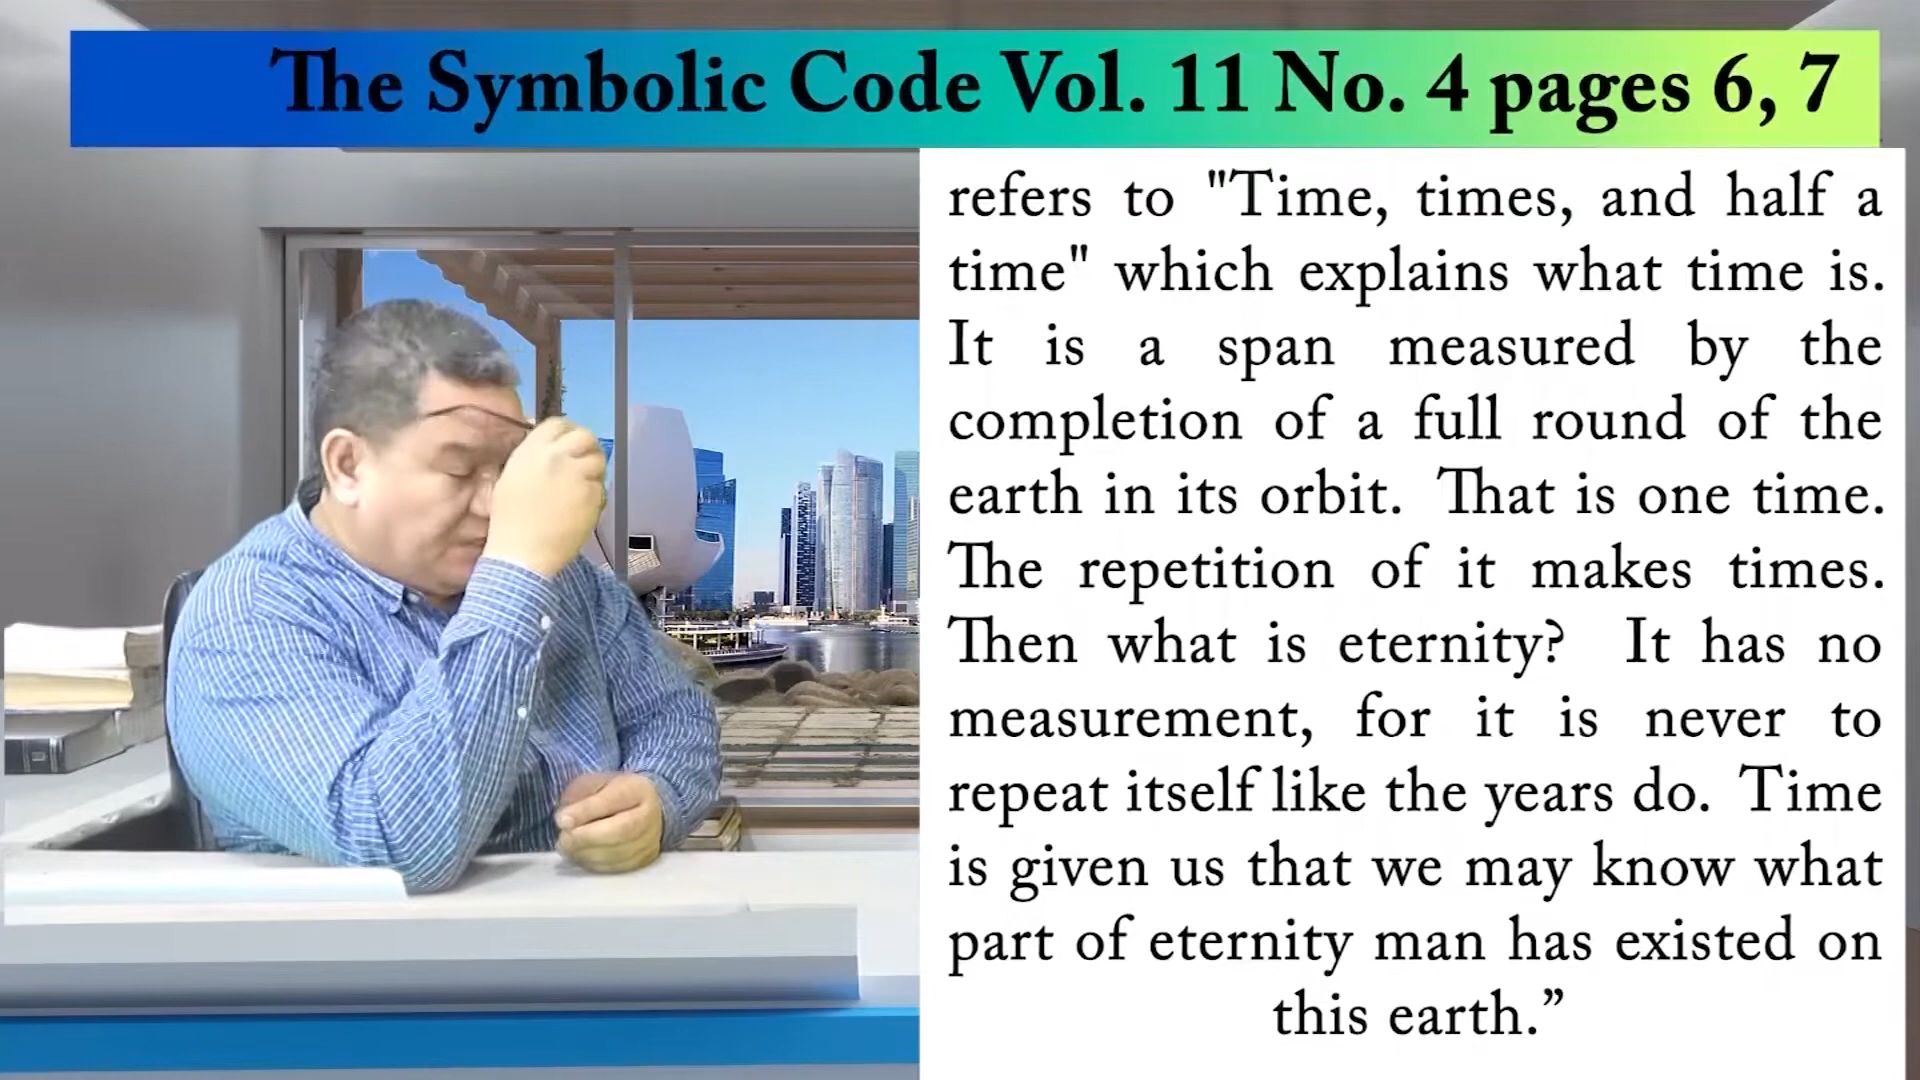 The Symbolic Code Vol. 11 No. 4 pages 6, 7
refers to "Time, times, and half a
time" which explains what time is.
It is a span measured by the
completion of a full round of the
earth in its orbit. That is one time.
The repetition of it makes times.
Then what is eternity? It has no
measurement, for it is never to
repeat itself like the years do. Time
is given us that we may know what
part of eternity man has existed on
this earth.”